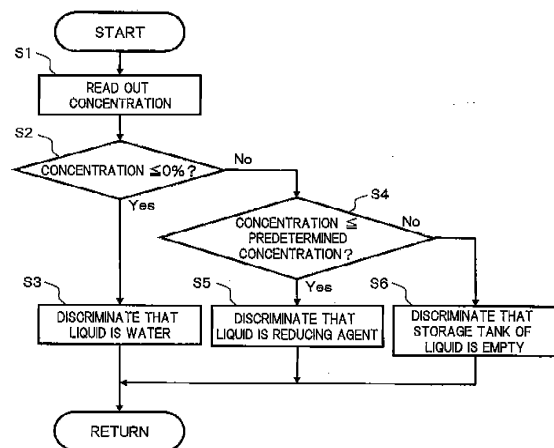 START
S1
READ OUT
CONCENTRATION
S2
CONCENTRATION ≦0%?
No
Yes
S4
CONCENTRATION ≦
PREDETERMINED
CONCENTRATION?
No
Yes
S3
DISCRIMINATE THAT
LIQUID IS WATER
S5
DISCRIMINATE THAT
LIQUID IS REDUCING AGENT
S6
DISCRIMINATE THAT
STORAGE TANK OF
LIQUID IS EMPTY
RETURN